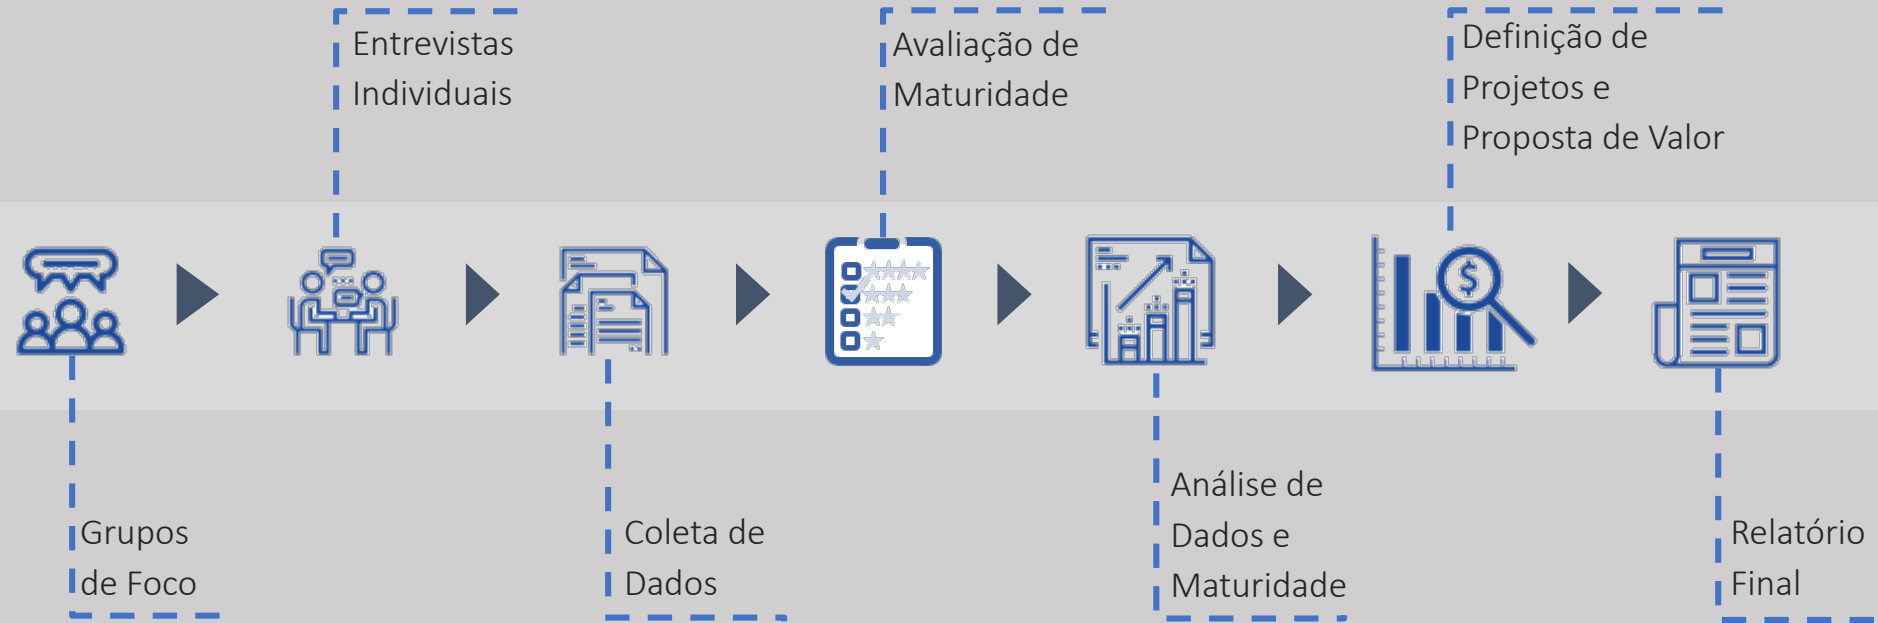 Entrevistas
Individuais
Avaliação de
Maturidade
Definição de
Projetos e
Proposta de Valor
Grupos
de Foco
Coleta de
Dados
Análise de
Dados e
Maturidade
Relatório
Final